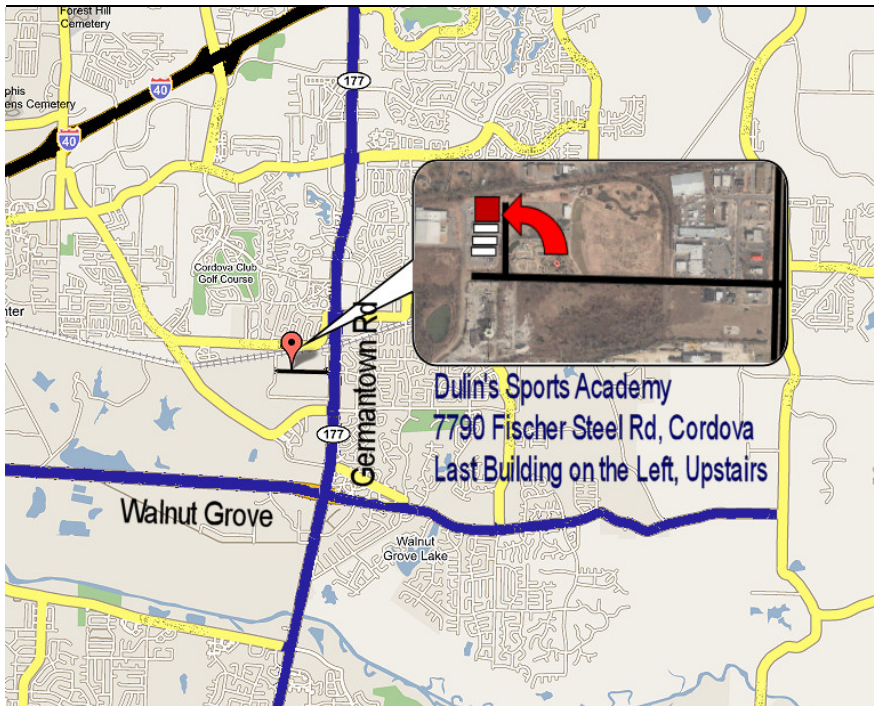 Forest Hill
Cemetery
177
40
phis
ens Cemetery
40
Cordova Club
Golf Course
nter
Germantown Rd
Dulin's Sports Academy
7790 Fischer Steel Rd, Cordova
Last Building on the Left, Upstairs
177
Walnut Grove
Walnut
Grove Lake